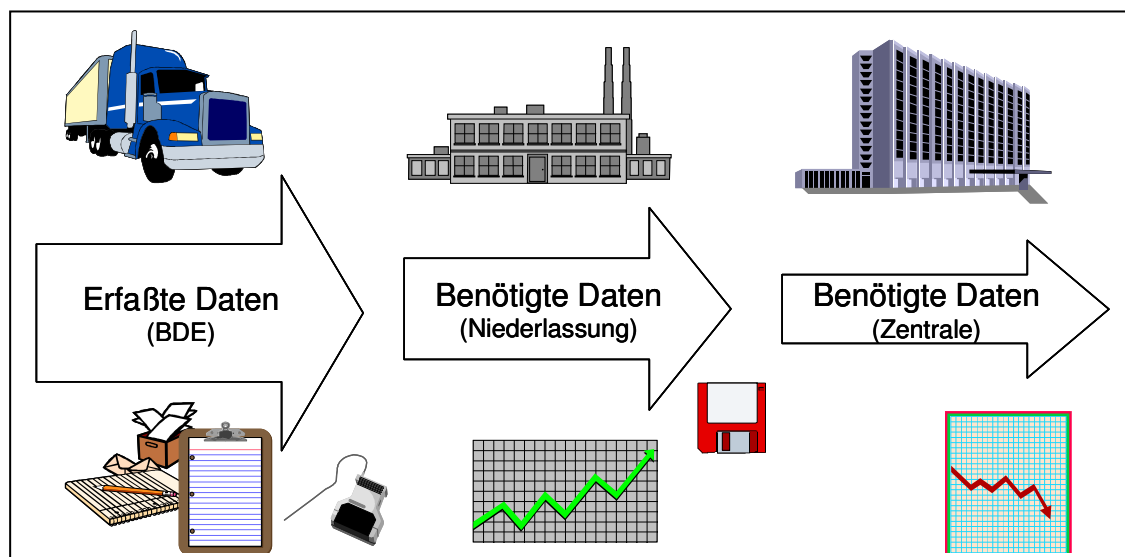 Erfaßte Daten
(BDE)
Benötigte Daten
(Niederlassung)
Benötigte Daten
(Zentrale)